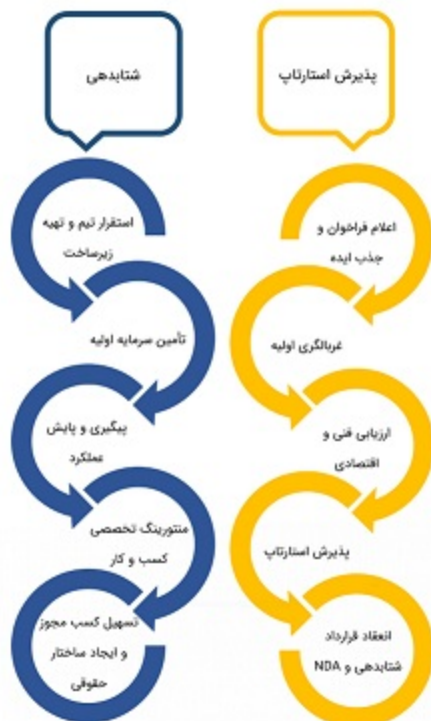 پذیرش استارتاپ
اعلام فراخوان و
جذب ایده
غربالگری اولیه
ارزیابی فنی و
اقتصادی
پذیرش استارتاپ
انعقاد قرارداد
شتابدهی و NDA
شتابدهی
استقرار تیم و تهیه
زیرساخت
تأمین سرمایه اولیه
پیگیری و پایش
عملکرد
منتورینگ تخصصی
کسب و کار
تسهیل کسب مجوز
و ایجاد ساختار
حقوقی